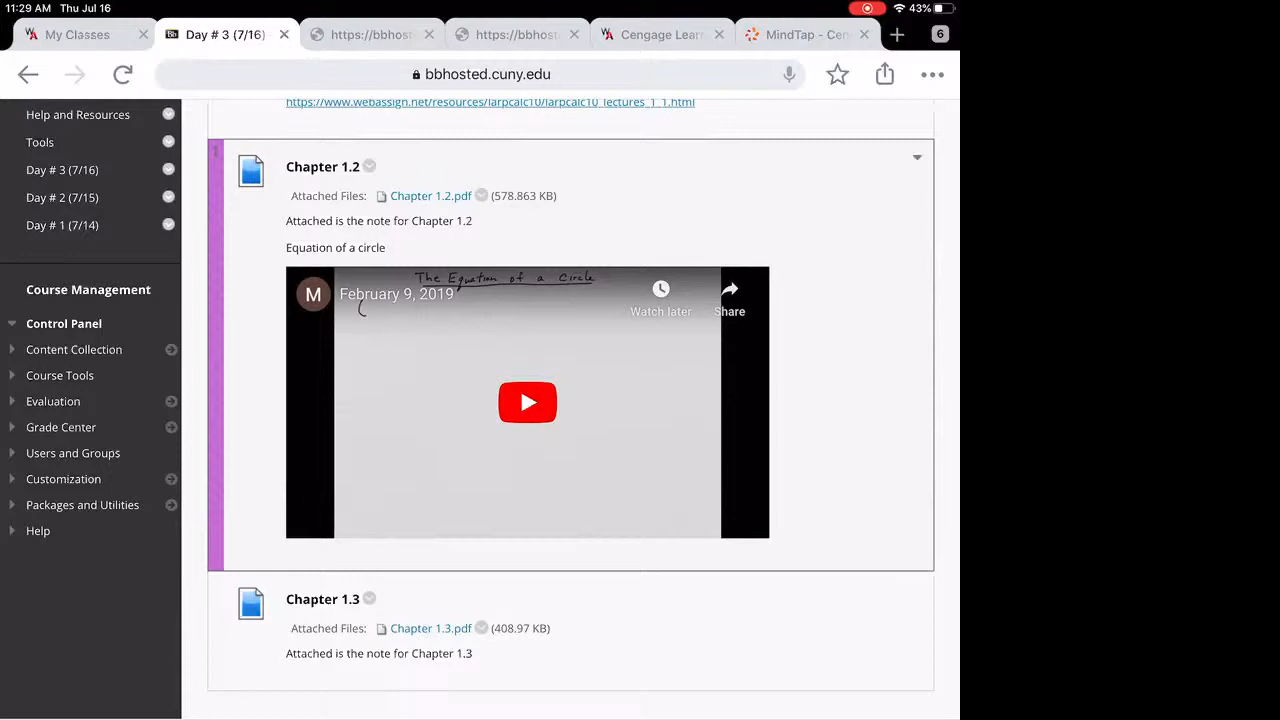 11:29 AM Thu Jul 16
43%
My Classes
Day # 3 (7/16) -
https://bbhost
https://bbhost
Cengage Lear
MindTap - Cen
6
bbhosted.cuny.edu
https://www.webassign.net/resources/larpcalc10/larpcalc10_lectures_1_1.html
Help and Resources
Tools
Day # 3 (7/16)
Day # 2 (7/15)
Day # 1 (7/14)
Course Management
Control Panel
Content Collection
Course Tools
Evaluation
Grade Center
Users and Groups
Customization
Packages and Utilities
Help
Chapter 1.2
Attached Files: Chapter 1.2.pdf (578.863 KB)
Attached is the note for Chapter 1.2
Equation of a circle
The Equation of a Circle
M
February 9, 2019
Watch later
Share
(
Chapter 1.3
Attached Files: Chapter 1.3.pdf (408.97 KB)
Attached is the note for Chapter 1.3